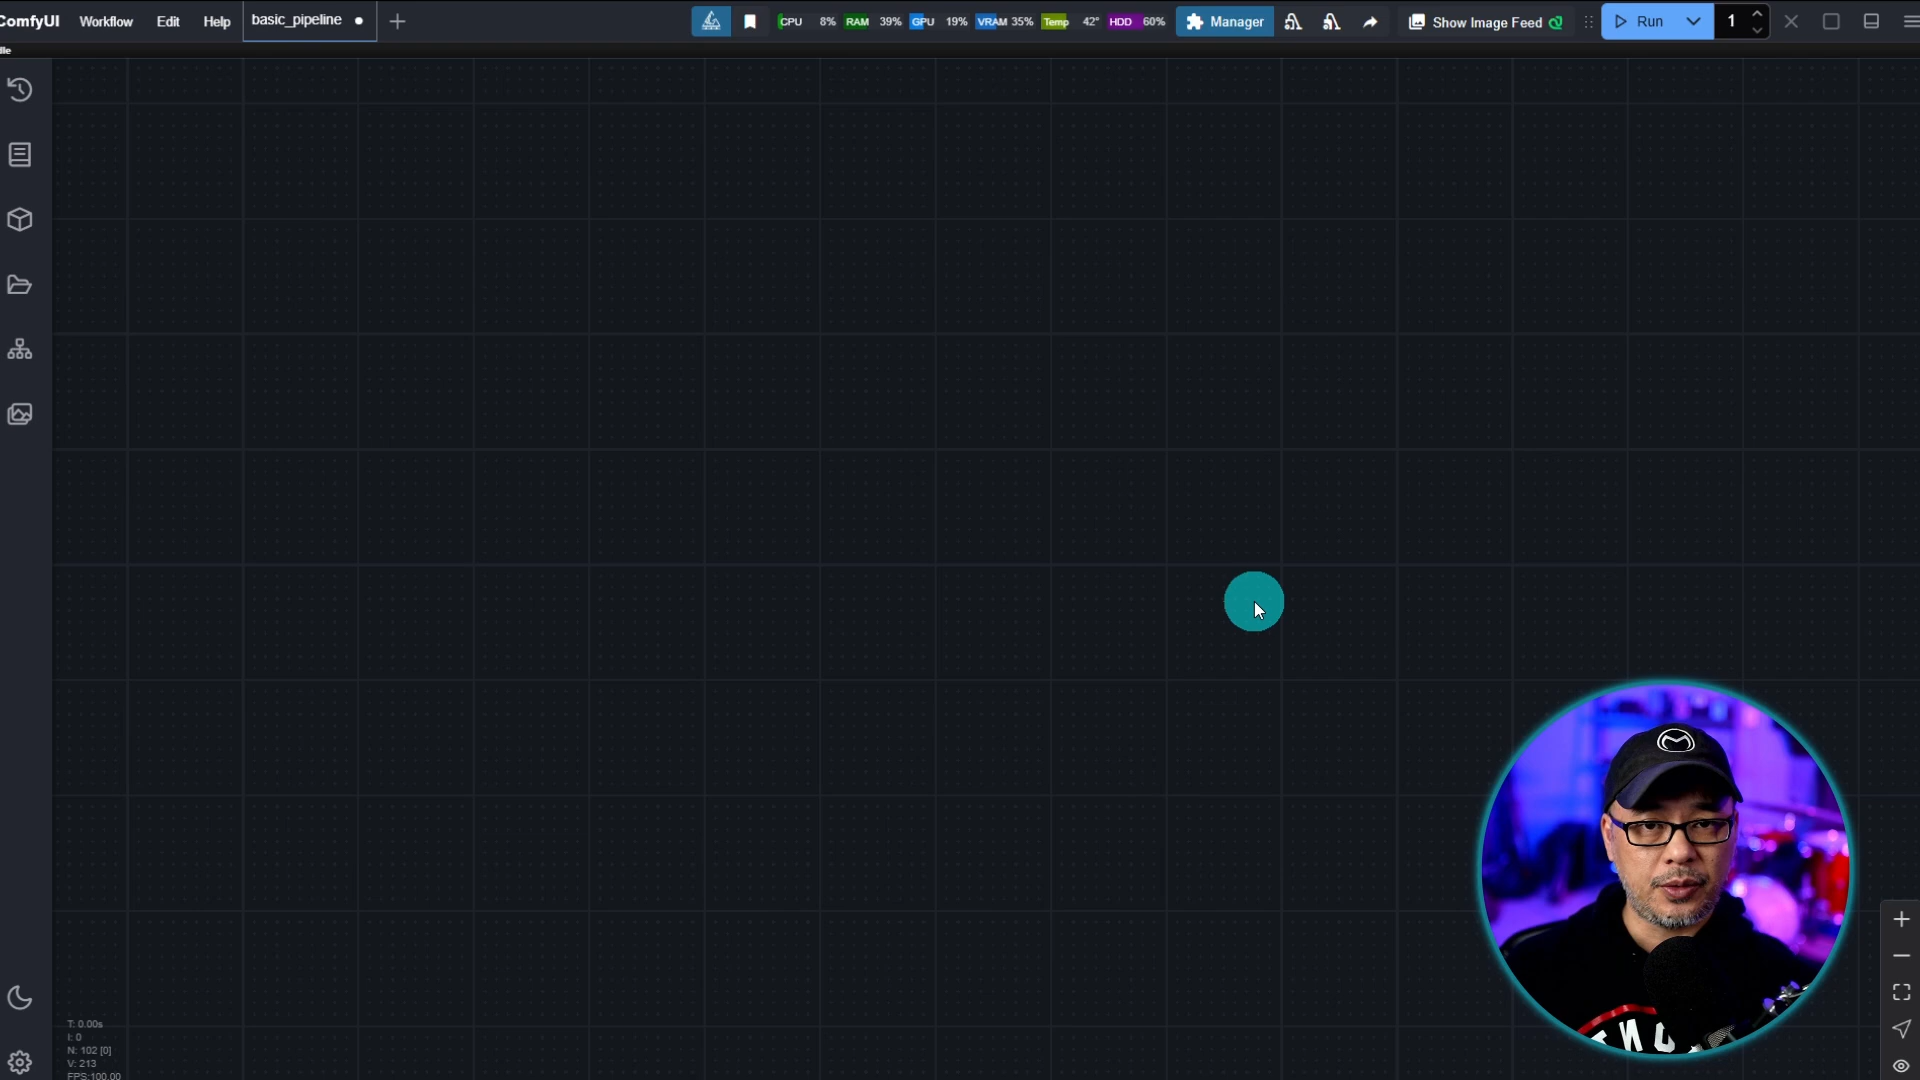 ComfyUI Workflow Edit Help basic_pipeline CPU 8% RAM 39% GPU 19% VRAM 35% Temp 42° HDD 60% Manager Show Image Feed Run 1
T: 0.00s
I: 0
N: 102 [0]
V: 213
FPS:100.00